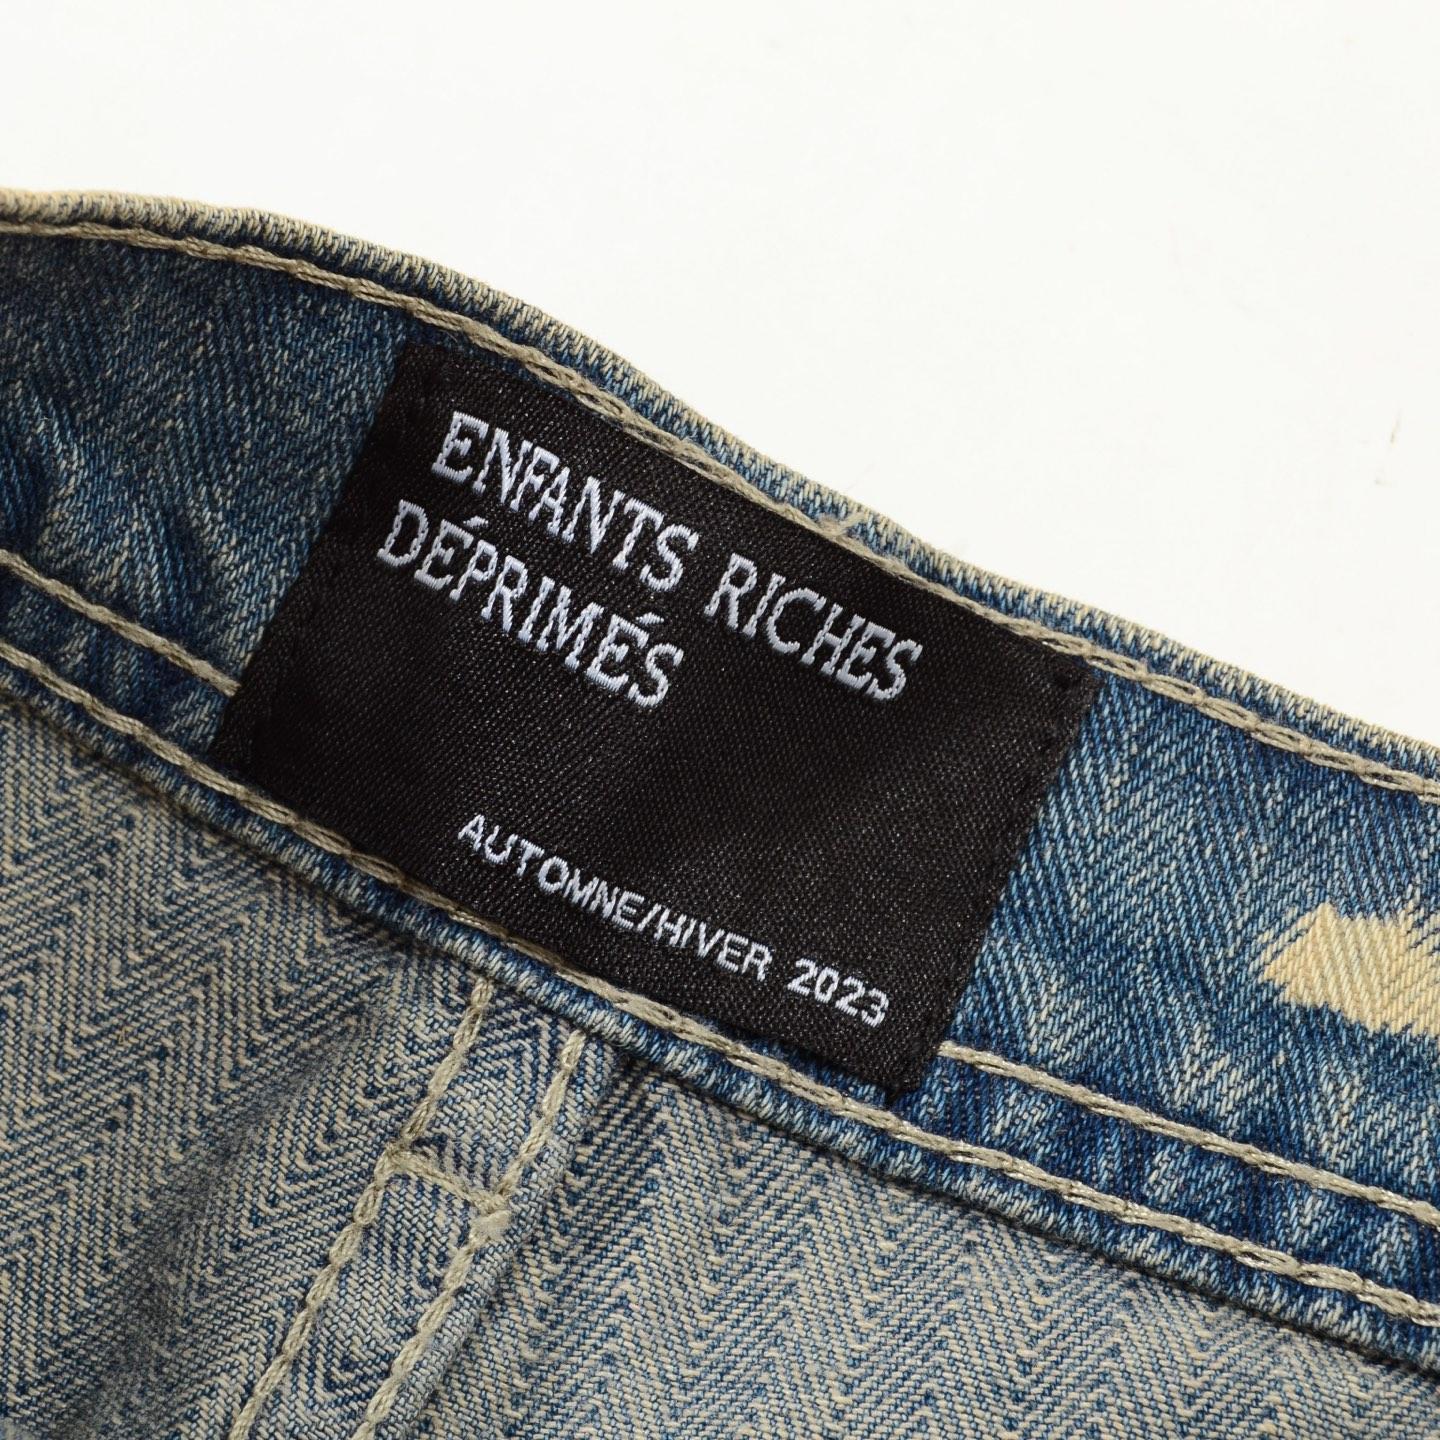 ENFANTS RICHES
DÉPRIMÉS
AUTOMNE/HIVER 2023